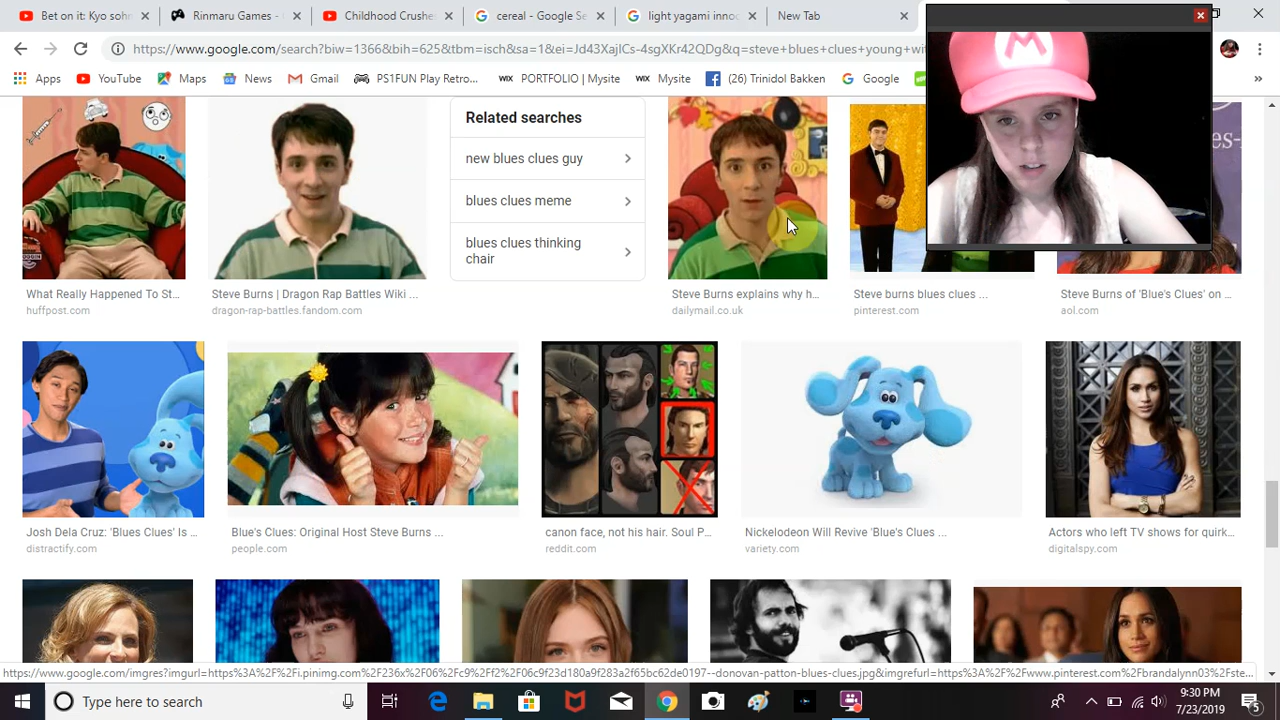 Bet on it: Kyo sohm
Rinmaru Games -
Childhood Crushe
cereal - Google Se
light yagami innoc
New Tab
https://www.google.com/search?w=1366&bih=625&tbm=isch&sa=1&ei=Jd43XajICs-4sgXKr42QDg&q=steve+blues+clues+young+wit
Apps
YouTube
Maps
News
Gmail
PS1FUN Play Retro...
WIX PORTFOLIO | Mysite
WIX Mysite
(26) Trinidol Bakken
Google
»
M
Related searches
new blues clues guy
blues clues meme
blues clues thinking
chair
What Really Happened To St...
huffpost.com
Steve Burns | Dragon Rap Battles Wiki ...
dragon-rap-battles.fandom.com
Steve Burns explains why h...
dailymail.co.uk
Steve burns blues clues ...
pinterest.com
Steve Burns of 'Blue's Clues' on ...
aol.com
Josh Dela Cruz: 'Blues Clues' Is ...
distractify.com
Blue's Clues: Original Host Steve Burns ...
people.com
canon face, not his hair. Soul P...
reddit.com
Nickelodeon Will Revive 'Blue's Clues ...
variety.com
Actors who left TV shows for quirk...
digitalspy.com
https://www.google.com/imgres?imgurl=https%3A%2F%2Fi.pinimg.com%2F236x%2F06%2Fc9%2Ff2%2F06c9f23d180a9f283a2f65bc62de0197--donovan-patton-blues-clues.jpg&imgrefurl=https%3A%2F%2Fwww.pinterest.com%2Fbrandalynn03%2Fste...
Type here to search
9:30 PM
7/23/2019
5